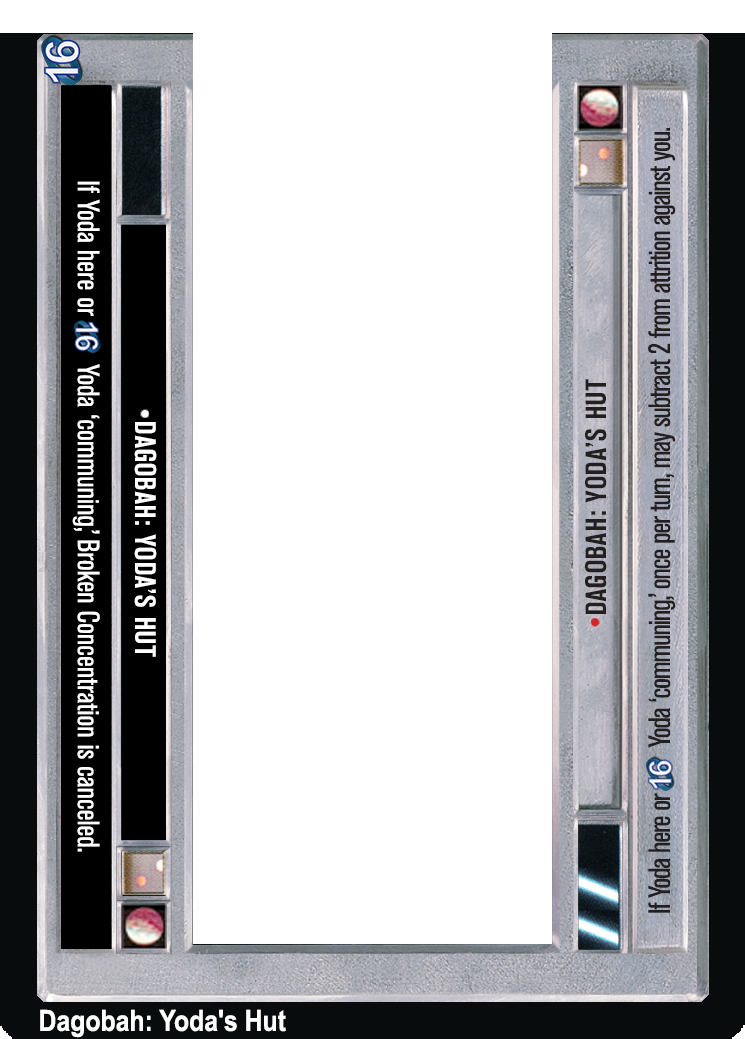 16
If Yoda here or 16 Yoda ‘communing,’ Broken Concentration is canceled.
•DAGOBAH: YODA’S HUT
•DAGOBAH: YODA’S HUT
If Yoda here or 16 Yoda ‘communing,’ once per turn, may subtract 2 from attrition against you.
Dagobah: Yoda's Hut